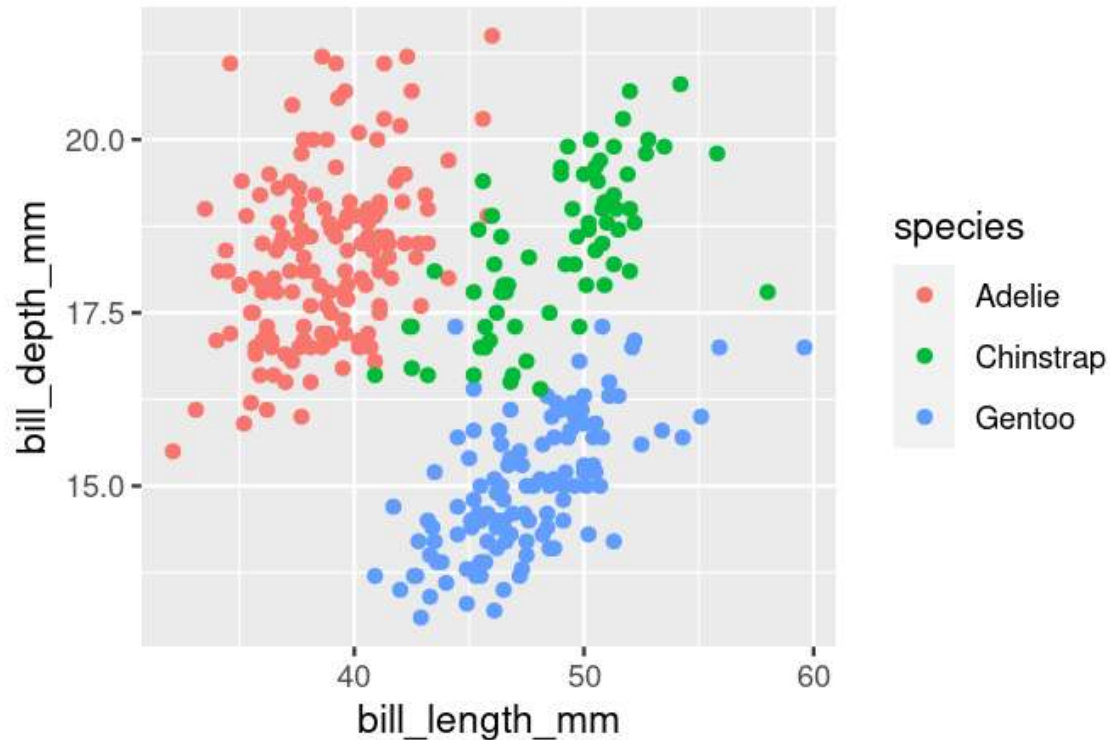 20.0
17.5
15.0
bill_depth_mm
40 50 60
bill_length_mm
species
Adelie
Chinstrap
Gentoo